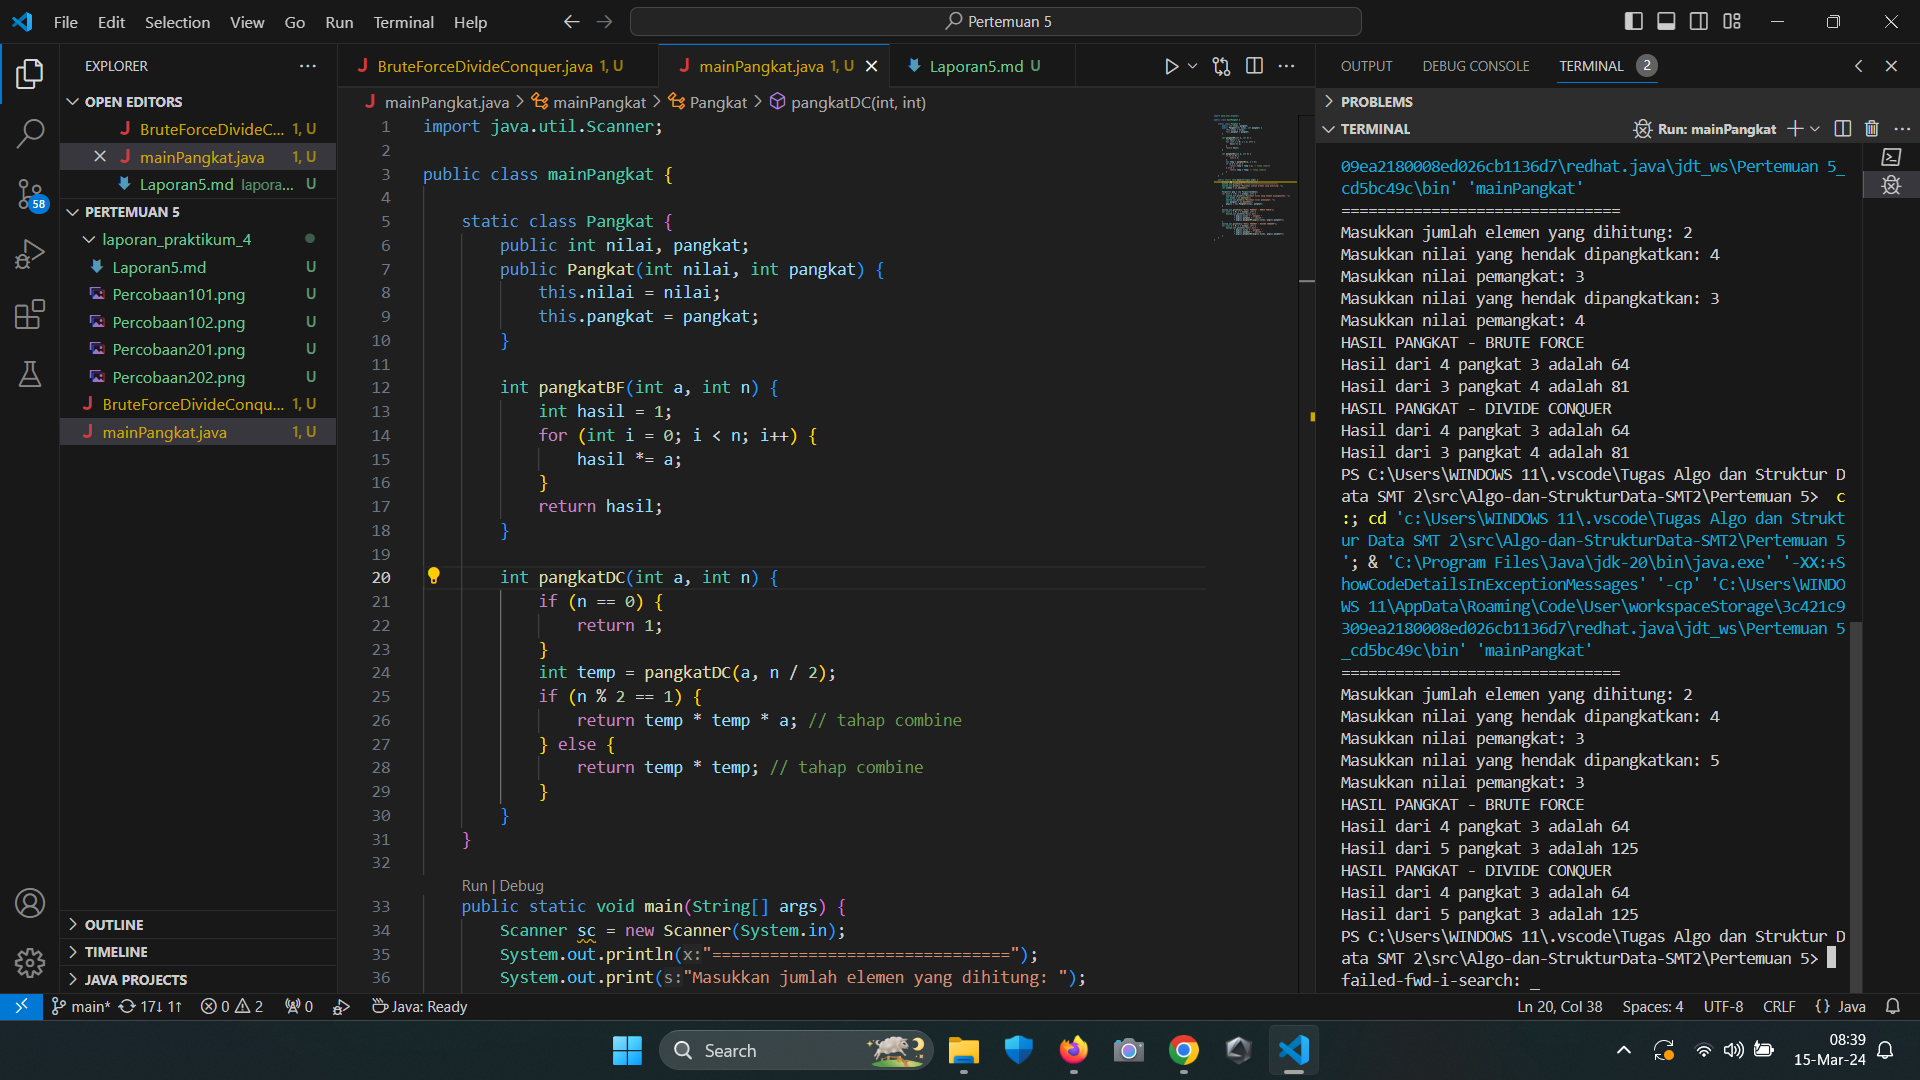 File Edit Selection View Go Run Terminal Help
Pertemuan 5
EXPLORER
OPEN EDITORS
BruteForceDivideC... 1, U
mainPangkat.java 1, U
Laporan5.md lapora... U
PERTEMUAN 5
laporan_praktikum_4
Laporan5.md U
Percobaan101.png U
Percobaan102.png U
Percobaan201.png U
Percobaan202.png U
BruteForceDivideConqu... 1, U
mainPangkat.java 1, U
OUTLINE
TIMELINE
JAVA PROJECTS
58
BruteForceDivideConquer.java 1, U
mainPangkat.java 1, U
Laporan5.md U
mainPangkat.java > mainPangkat > Pangkat > pangkatDC(int, int)
1 import java.util.Scanner;
2
3 public class mainPangkat {
4
5 static class Pangkat {
6 public int nilai, pangkat;
7 public Pangkat(int nilai, int pangkat) {
8 this.nilai = nilai;
9 this.pangkat = pangkat;
10 }
11
12 int pangkatBF(int a, int n) {
13 int hasil = 1;
14 for (int i = 0; i < n; i++) {
15 hasil *= a;
16 }
17 return hasil;
18 }
19
20 int pangkatDC(int a, int n) {
21 if (n == 0) {
22 return 1;
23 }
24 int temp = pangkatDC(a, n / 2);
25 if (n % 2 == 1) {
26 return temp * temp * a; // tahap combine
27 } else {
28 return temp * temp; // tahap combine
29 }
30 }
31 }
32
Run | Debug
33 public static void main(String[] args) {
34 Scanner sc = new Scanner(System.in);
35 System.out.println(x:"===============================");
36 System.out.print(s:"Masukkan jumlah elemen yang dihitung: ");
OUTPUT DEBUG CONSOLE TERMINAL 2
PROBLEMS
TERMINAL
Run: mainPangkat
09ea2180008ed026cb1136d7\redhat.java\jdt_ws\Pertemuan 5_
cd5bc49c\bin' 'mainPangkat'
===============================
Masukkan jumlah elemen yang dihitung: 2
Masukkan nilai yang hendak dipangkatkan: 4
Masukkan nilai pemangkat: 3
Masukkan nilai yang hendak dipangkatkan: 3
Masukkan nilai pemangkat: 4
HASIL PANGKAT - BRUTE FORCE
Hasil dari 4 pangkat 3 adalah 64
Hasil dari 3 pangkat 4 adalah 81
HASIL PANGKAT - DIVIDE CONQUER
Hasil dari 4 pangkat 3 adalah 64
Hasil dari 3 pangkat 4 adalah 81
PS C:\Users\WINDOWS 11\.vscode\Tugas Algo dan Struktur D
ata SMT 2\src\Algo-dan-StrukturData-SMT2\Pertemuan 5> c
:; cd 'c:\Users\WINDOWS 11\.vscode\Tugas Algo dan Strukt
ur Data SMT 2\src\Algo-dan-StrukturData-SMT2\Pertemuan 5
'; & 'C:\Program Files\Java\jdk-20\bin\java.exe' '-XX:+S
howCodeDetailsInExceptionMessages' '-cp' 'C:\Users\WINDO
WS 11\AppData\Roaming\Code\User\workspaceStorage\3c421c9
309ea2180008ed026cb1136d7\redhat.java\jdt_ws\Pertemuan 5
_cd5bc49c\bin' 'mainPangkat'
===============================
Masukkan jumlah elemen yang dihitung: 2
Masukkan nilai yang hendak dipangkatkan: 4
Masukkan nilai pemangkat: 3
Masukkan nilai yang hendak dipangkatkan: 5
Masukkan nilai pemangkat: 3
HASIL PANGKAT - BRUTE FORCE
Hasil dari 4 pangkat 3 adalah 64
Hasil dari 5 pangkat 3 adalah 125
HASIL PANGKAT - DIVIDE CONQUER
Hasil dari 4 pangkat 3 adalah 64
Hasil dari 5 pangkat 3 adalah 125
PS C:\Users\WINDOWS 11\.vscode\Tugas Algo dan Struktur D
ata SMT 2\src\Algo-dan-StrukturData-SMT2\Pertemuan 5>
failed-fwd-i-search: _
main* 17↓ 1↑ 0 2 0 Java: Ready
Ln 20, Col 38 Spaces: 4 UTF-8 CRLF {} Java
Search
08:39
15-Mar-24